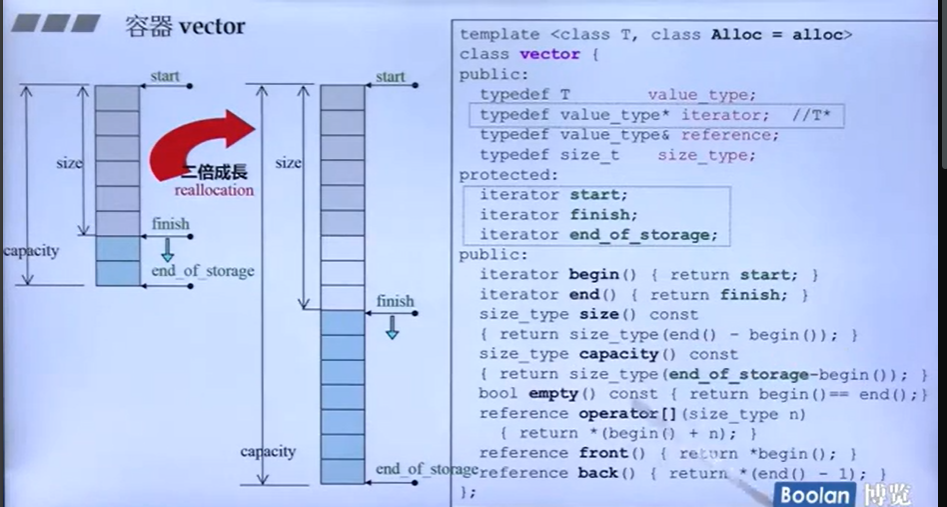 容器 vector
start
size
capacity
二倍成長
reallocation
finish
end_of_storage
start
size
finish
capacity
end_of_storage
template <class T, class Alloc = alloc>
class vector {
public:
typedef T value_type;
typedef value_type* iterator; //T*
typedef value_type& reference;
typedef size_t size_type;
protected:
iterator start;
iterator finish;
iterator end_of_storage;
public:
iterator begin() { return start; }
iterator end() { return finish; }
size_type size() const
{ return size_type(end() - begin()); }
size_type capacity() const
{ return size_type(end_of_storage-begin()); }
bool empty() const { return begin()== end();}
reference operator[](size_type n)
{ return *(begin() + n); }
reference front() { return *begin(); }
reference back() { return *(end() - 1); }
};
Boolan 博览